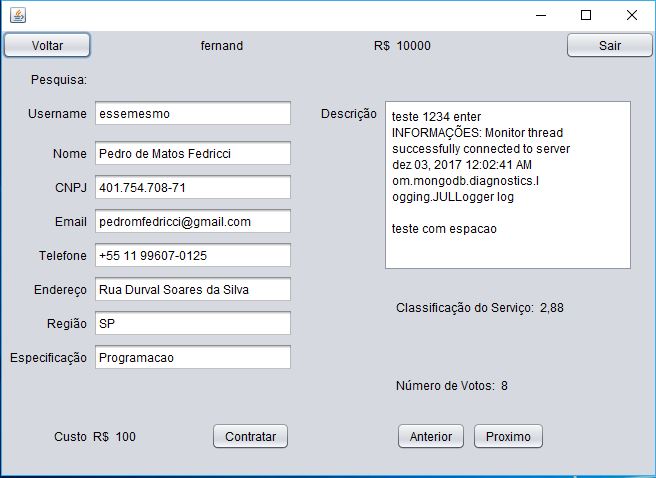 Voltar fernand R$ 10000 Sair
Pesquisa:
Username essemesmo
Nome Pedro de Matos Fedricci
CNPJ 401.754.708-71
Email pedromfedricci@gmail.com
Telefone +55 11 99607-0125
Endereço Rua Durval Soares da Silva
Região SP
Especificação Programacao
Custo R$ 100 Contratar
Descrição
teste 1234 enter
INFORMAÇÕES: Monitor thread
successfully connected to server
dez 03, 2017 12:02:41 AM
om.mongodb.diagnostics.l
ogging.JULLogger log
teste com espacao
Classificação do Serviço: 2,88
Número de Votos: 8
Anterior Proximo